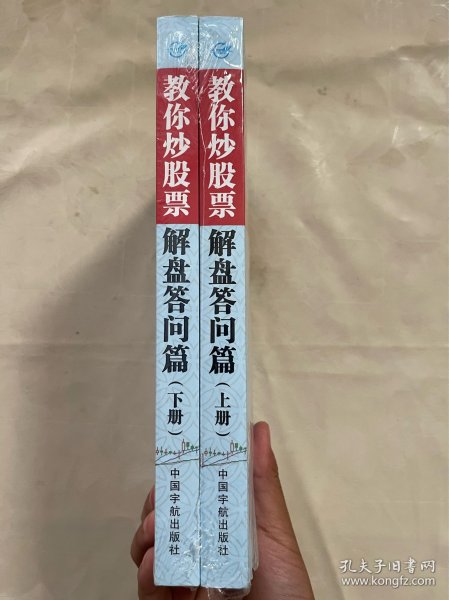 教你炒股票
解盘答问篇
（下册）
中国宇航出版社
教你炒股票
解盘答问篇
（上册）
中国宇航出版社
孔夫子旧书网
www.kongfz.com